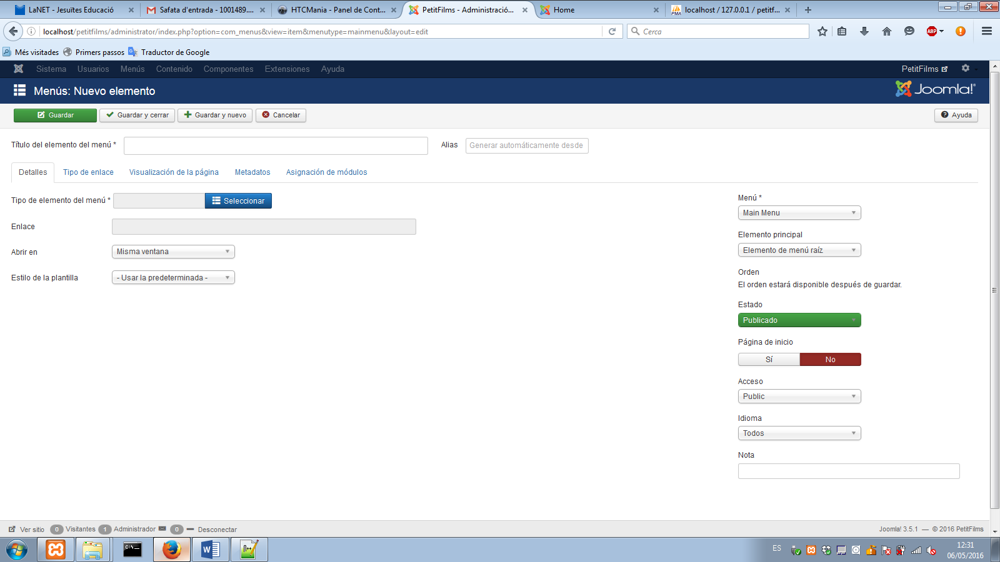 LaNET - Jesuïtes Educació
Safata d'entrada - 1001489....
HTCMania - Panel de Cont...
PetitFilms - Administració...
Home
localhost / 127.0.0.1 / petitf...
localhost/petitfilms/administrator/index.php?option=com_menus&view=item&menutype=mainmenu&layout=edit
Cerca
ABP
Més visitades
Primers passos
Traductor de Google
Sistema Usuarios Menús Contenido Componentes Extensiones Ayuda
PetitFilms
Menús: Nuevo elemento
Joomla!
Guardar
Guardar y cerrar
Guardar y nuevo
Cancelar
Ayuda
Título del elemento del menú *
Alias
Generar automáticamente desde
Detalles
Tipo de enlace
Visualización de la página
Metadatos
Asignación de módulos
Tipo de elemento del menú *
Seleccionar
Enlace
Abrir en
Misma ventana
Estilo de la plantilla
- Usar la predeterminada -
Menú *
Main Menu
Elemento principal
Elemento de menú raíz
Orden
El orden estará disponible después de guardar.
Estado
Publicado
Página de inicio
Sí
No
Acceso
Public
Idioma
Todos
Nota
Ver sitio
0 Visitantes
1 Administrador
0
Desconectar
Joomla! 3.5.1 — © 2016 PetitFilms
ES
12:31
06/05/2016